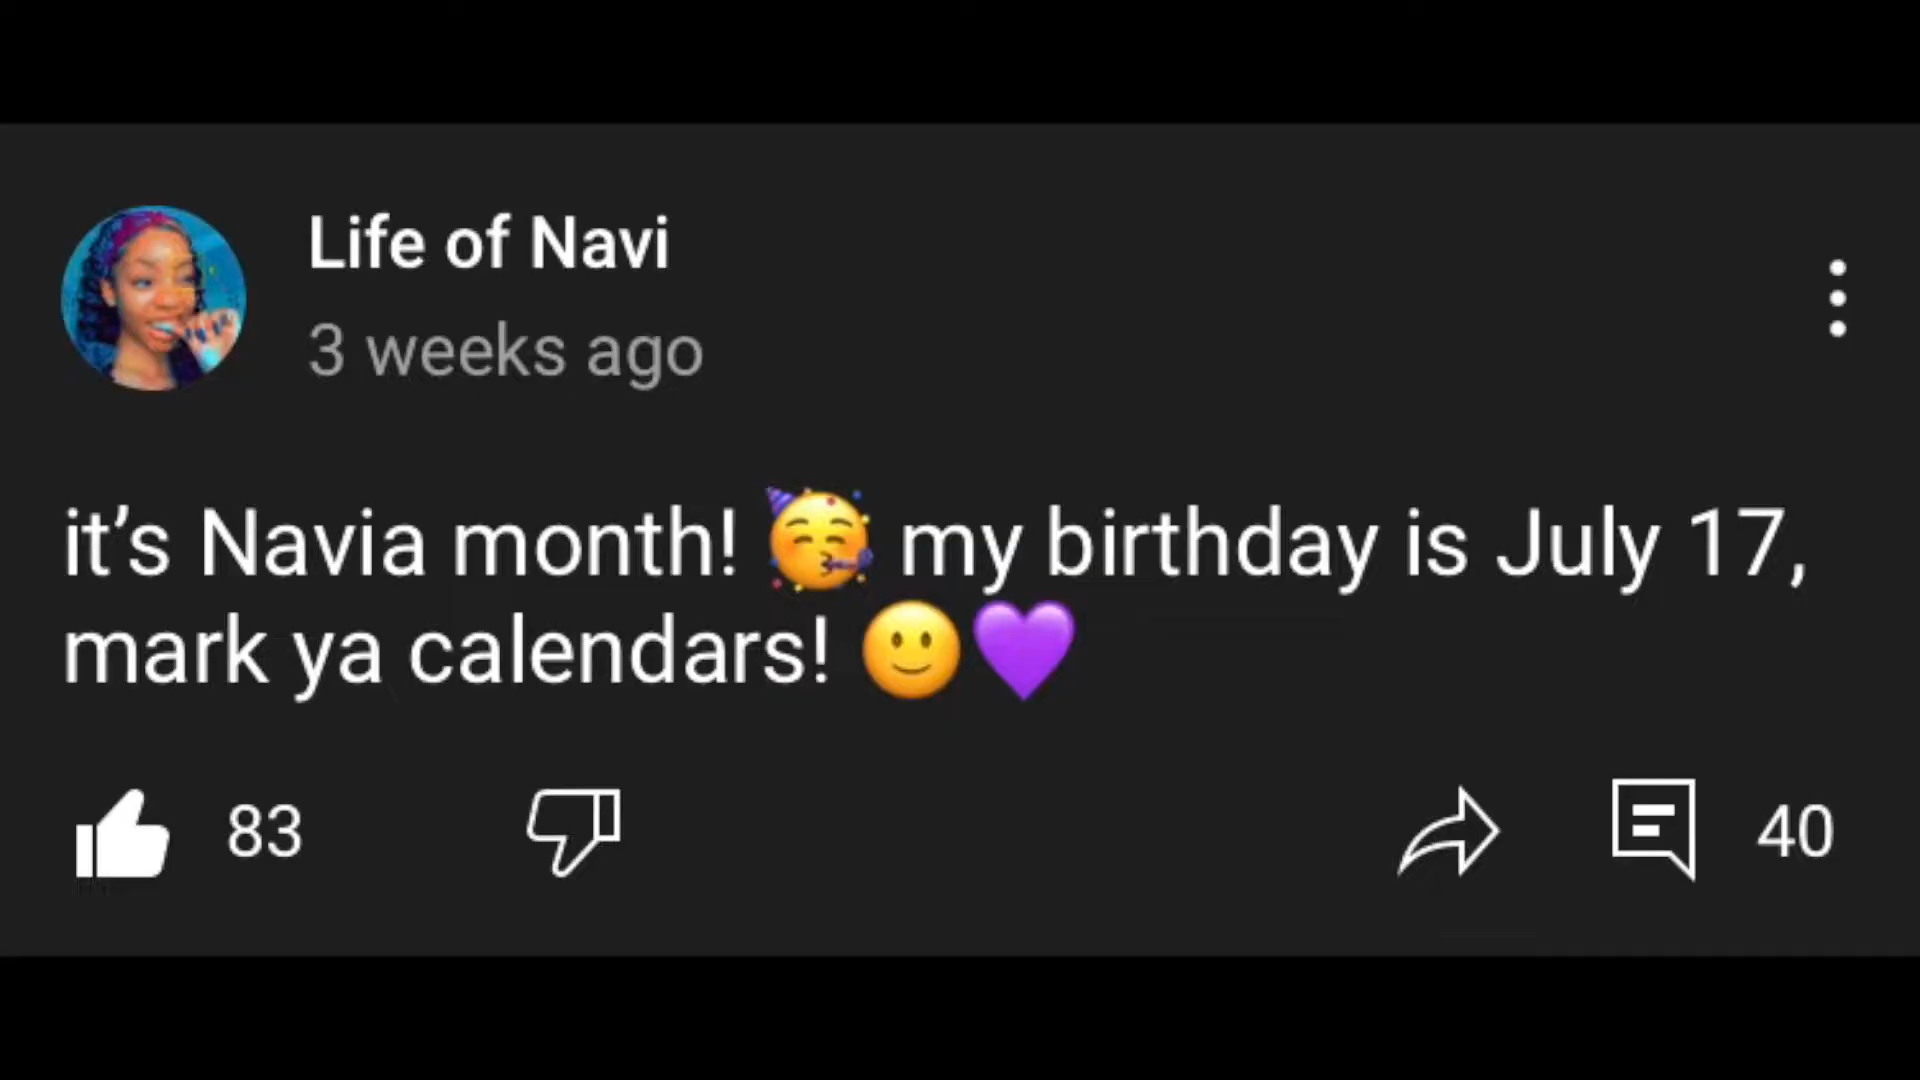 Life of Navi
3 weeks ago
it’s Navia month! 🥳 my birthday is July 17,
mark ya calendars! 🙂💜
83
40